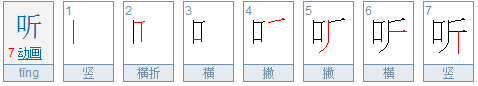 听 1 2 3 4 5 6 7
7 动画
tīng 竖 横折 横 撇 撇 横 竖